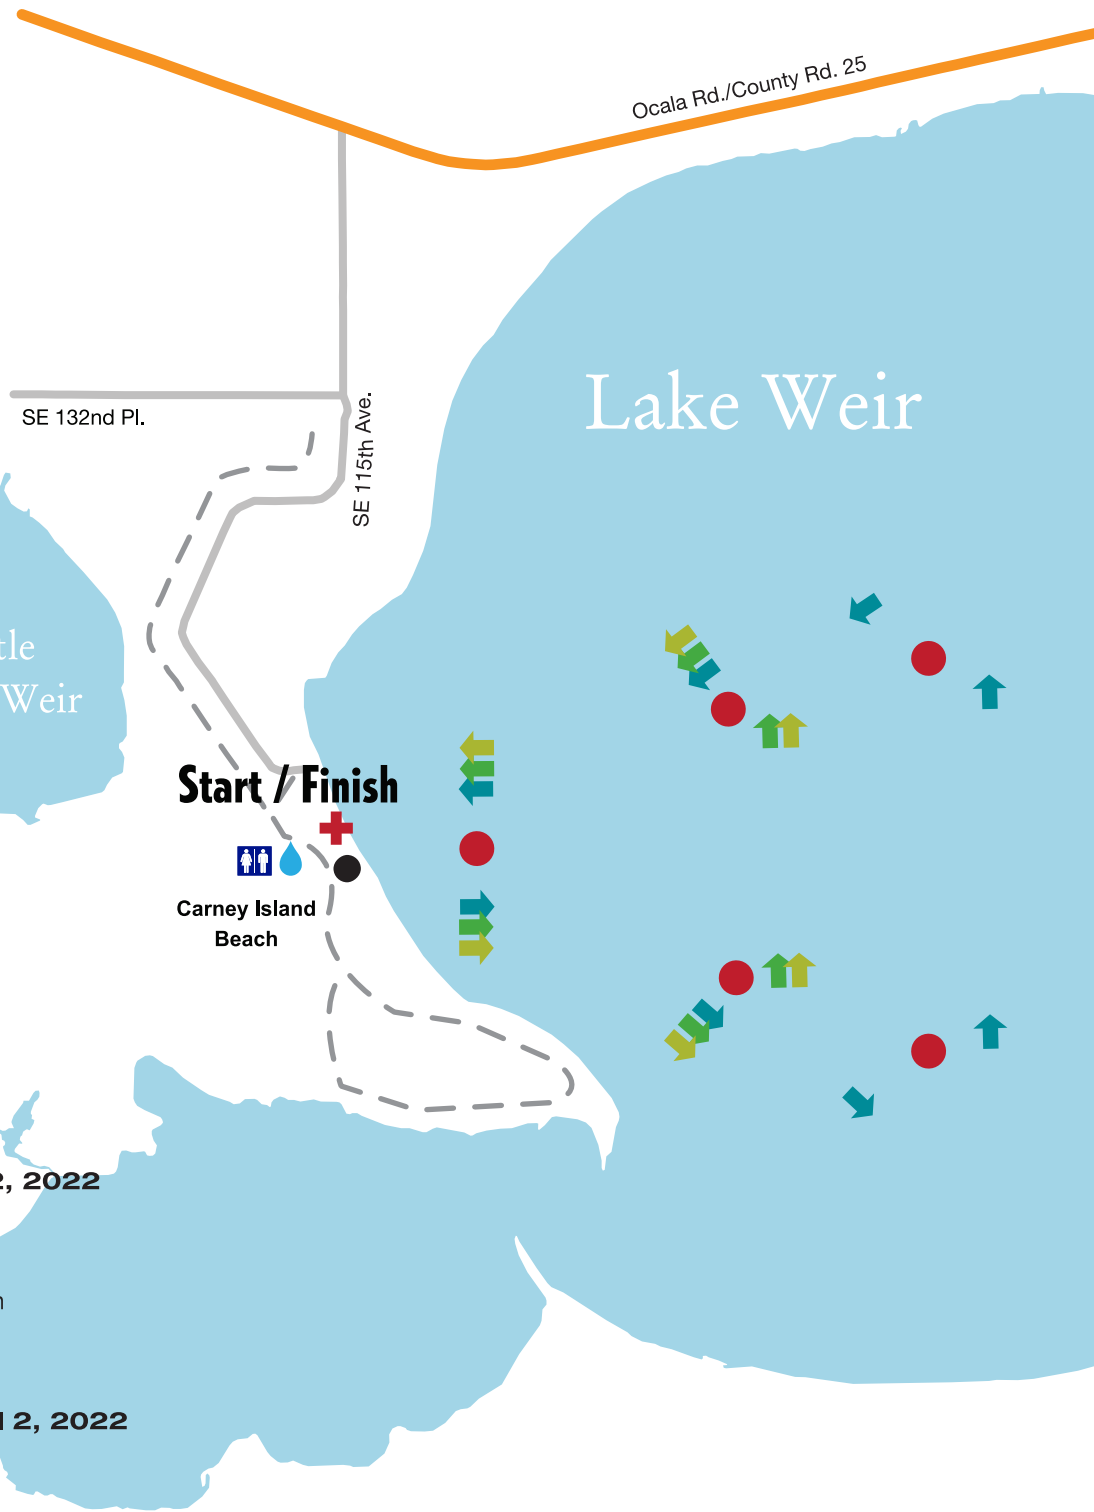 Ocala Rd./County Rd. 25
Lake Weir
SE 132nd Pl.
SE 115th Ave.
tle
Weir
Start / Finish
Carney Island
Beach
2, 2022
2, 2022